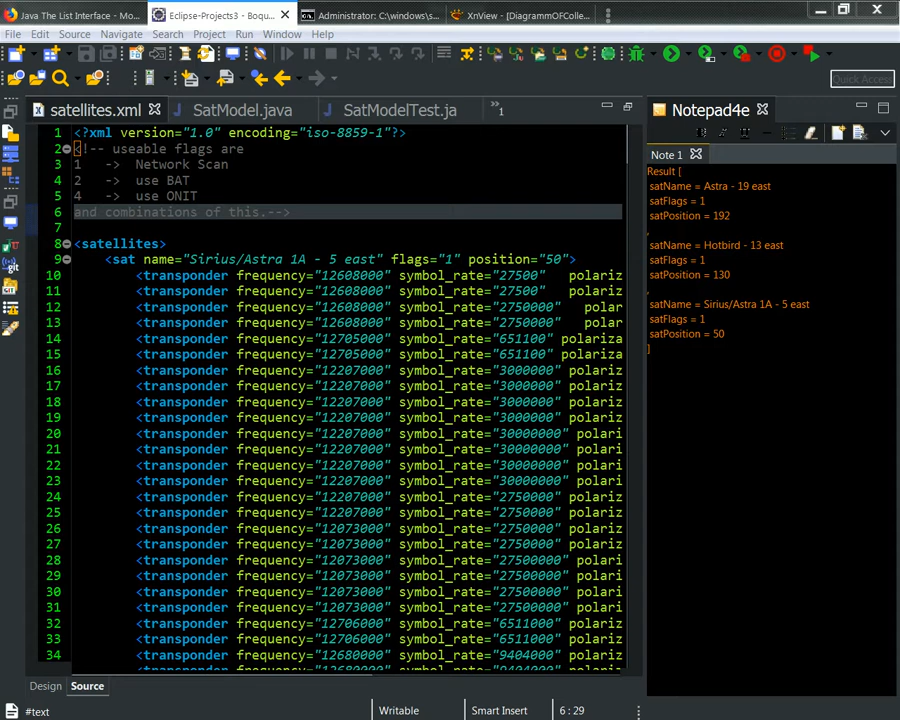 Java The List Interface - Mo...
Eclipse-Projects3 - Boqu...
Administrator: C:\windows\s...
XnView - [DiagrammOFColle...
File Edit Source Navigate Search Project Run Window Help
Quick Access
satellites.xml SatModel.java SatModelTest.ja »1
Notepad4e
Note 1
1 <?xml version="1.0" encoding="iso-8859-1"?>
2 <!-- useable flags are
3 1 -> Network Scan
4 2 -> use BAT
5 4 -> use ONIT
6 and combinations of this.-->
7
8 <satellites>
9 <sat name="Sirius/Astra 1A - 5 east" flags="1" position="50">
10 <transponder frequency="12608000" symbol_rate="27500" polariz
11 <transponder frequency="12608000" symbol_rate="27500" polariz
12 <transponder frequency="12608000" symbol_rate="2750000" polar
13 <transponder frequency="12608000" symbol_rate="2750000" polar
14 <transponder frequency="12705000" symbol_rate="651100" polariza
15 <transponder frequency="12705000" symbol_rate="651100" polariza
16 <transponder frequency="12207000" symbol_rate="3000000" polariz
17 <transponder frequency="12207000" symbol_rate="3000000" polariz
18 <transponder frequency="12207000" symbol_rate="3000000" polariz
19 <transponder frequency="12207000" symbol_rate="3000000" polariz
20 <transponder frequency="12207000" symbol_rate="30000000" polari
21 <transponder frequency="12207000" symbol_rate="30000000" polari
22 <transponder frequency="12207000" symbol_rate="30000000" polari
23 <transponder frequency="12207000" symbol_rate="30000000" polari
24 <transponder frequency="12207000" symbol_rate="2750000" polariz
25 <transponder frequency="12207000" symbol_rate="2750000" polariz
26 <transponder frequency="12073000" symbol_rate="2750000" polariz
27 <transponder frequency="12073000" symbol_rate="2750000" polariz
28 <transponder frequency="12073000" symbol_rate="27500000" polari
29 <transponder frequency="12073000" symbol_rate="27500000" polari
30 <transponder frequency="12073000" symbol_rate="27500000" polari
31 <transponder frequency="12073000" symbol_rate="27500000" polari
32 <transponder frequency="12706000" symbol_rate="6511000" polariz
33 <transponder frequency="12706000" symbol_rate="6511000" polariz
34 <transponder frequency="12680000" symbol_rate="9404000" polariz
<transponder frequency="12680000" symbol_rate="9404000" polariz
Result [
satName = Astra - 19 east
satFlags = 1
satPosition = 192
,
satName = Hotbird - 13 east
satFlags = 1
satPosition = 130
,
satName = Sirius/Astra 1A - 5 east
satFlags = 1
satPosition = 50
]
Design Source
#text Writable Smart Insert 6 : 29